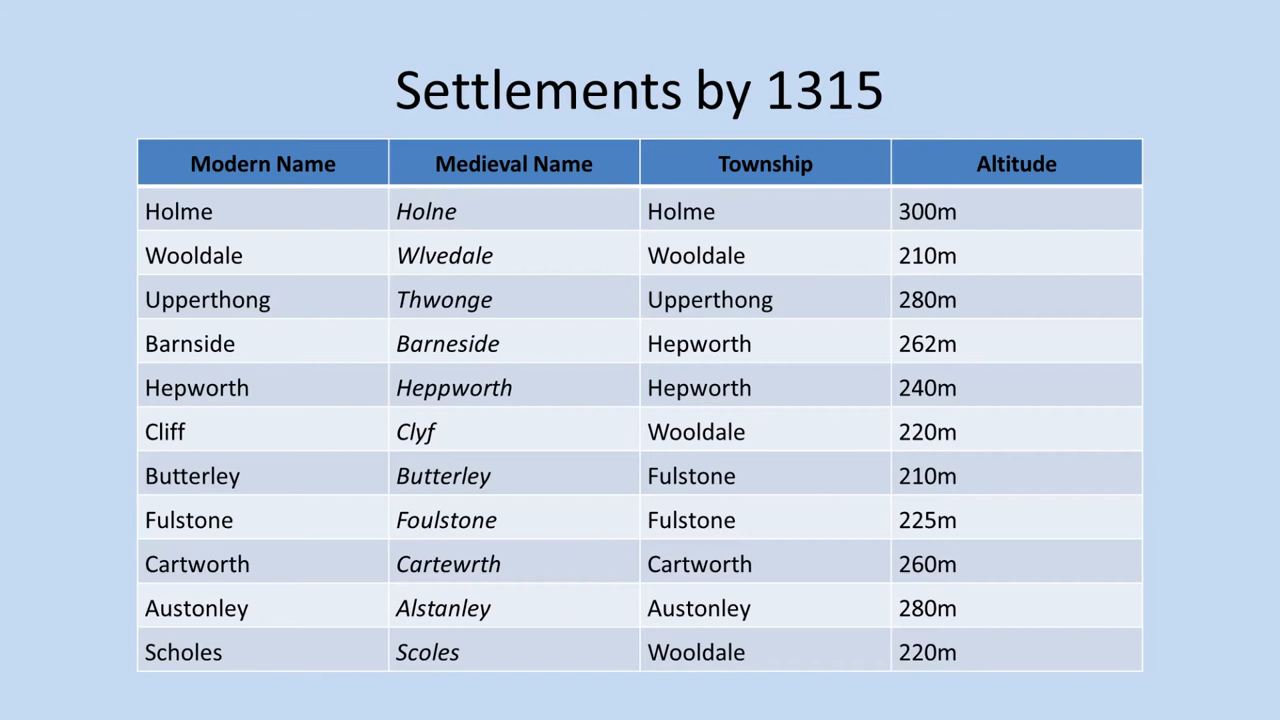 Settlements by 1315
Modern Name Medieval Name Township Altitude
Holme Holne Holme 300m
Wooldale Wlvedale Wooldale 210m
Upperthong Thwonge Upperthong 280m
Barnside Barneside Hepworth 262m
Hepworth Heppworth Hepworth 240m
Cliff Clyf Wooldale 220m
Butterley Butterley Fulstone 210m
Fulstone Foulstone Fulstone 225m
Cartworth Cartewrth Cartworth 260m
Austonley Alstanley Austonley 280m
Scholes Scoles Wooldale 220m